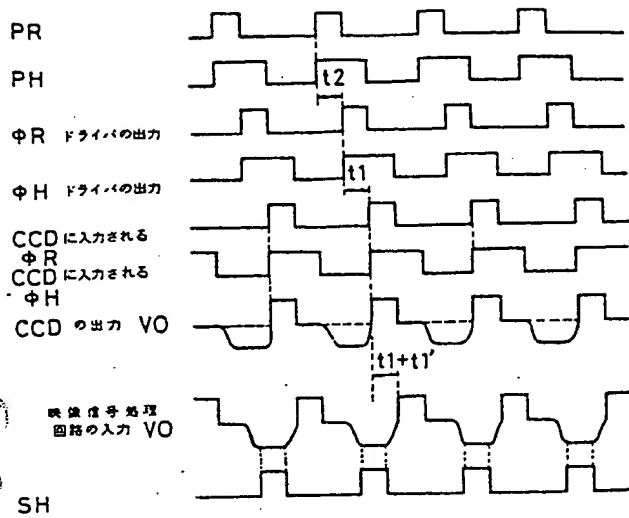 PR
PH
t2
ΦR ドライバの出力
ΦH ドライバの出力
t1
CCDに入力される
ΦR
CCDに入力される
ΦH
CCDの出力 VO
t1+t1'
映像信号処理
回路の入力 VO
SH